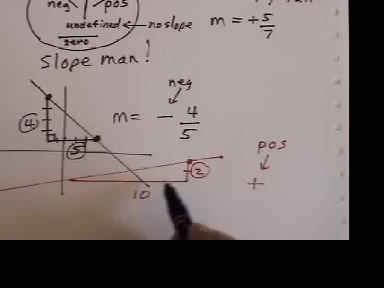 neg pos
undefined ← no slope m = + 5/7
zero
slope man!
neg
4 m = - 4/5
5
2 pos
10 +